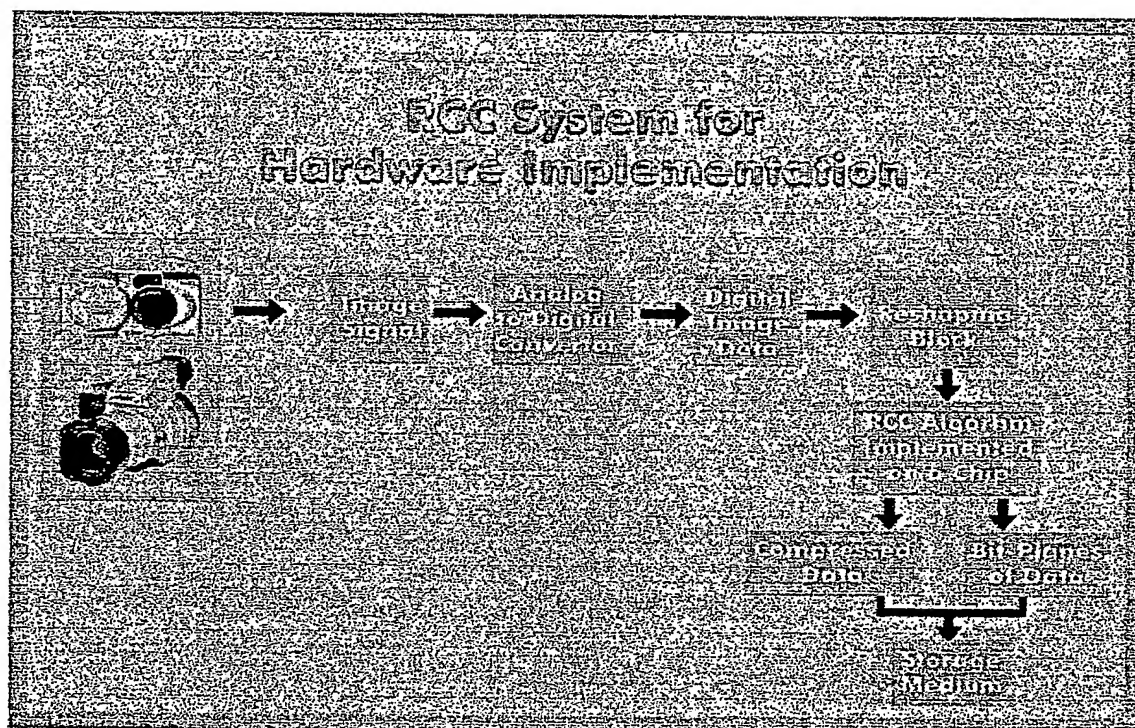 RCC System for
Hardware Implementation
Image
Signal
Analog
to Digital
Convertor
Digital
Image
Data
Reshaping
Block
RCC Algorithm
Implemented
on a Chip
Compressed
Data
+
Bit Planes
of Data
Storage
Medium